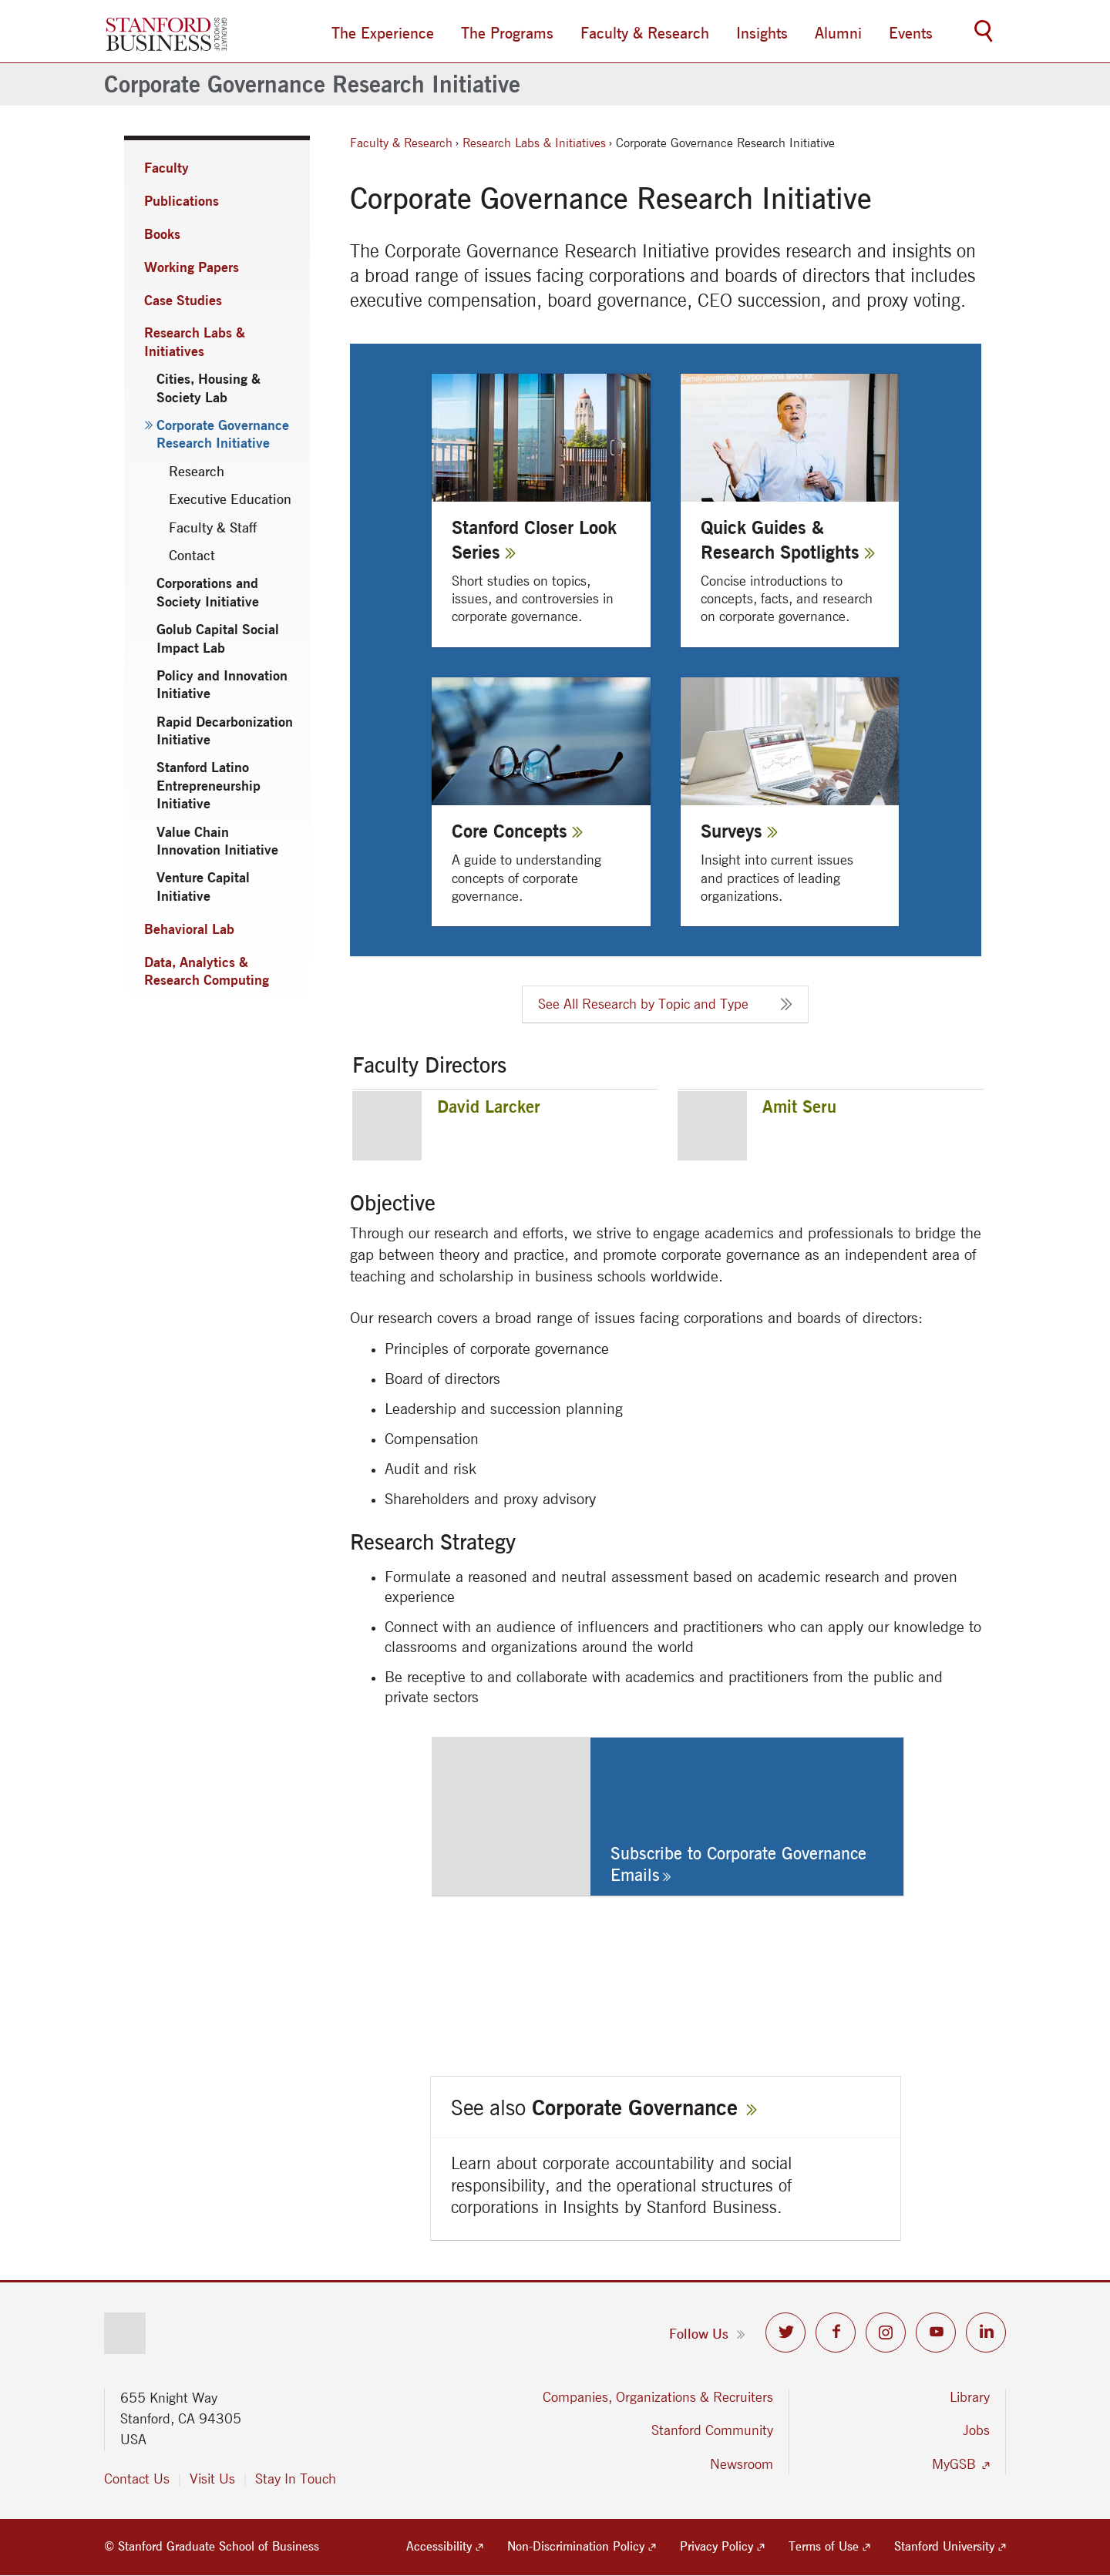 STANFORD
BUSINESS
GRADUATE
SCHOOL OF
The Experience
The Programs
Faculty & Research
Insights
Alumni
Events
Corporate Governance Research Initiative
Faculty
Publications
Books
Working Papers
Case Studies
Research Labs &
Initiatives
Cities, Housing &
Society Lab
Corporate Governance
Research Initiative
Research
Executive Education
Faculty & Staff
Contact
Corporations and
Society Initiative
Golub Capital Social
Impact Lab
Policy and Innovation
Initiative
Rapid Decarbonization
Initiative
Stanford Latino
Entrepreneurship
Initiative
Value Chain
Innovation Initiative
Venture Capital
Initiative
Behavioral Lab
Data, Analytics &
Research Computing
Faculty & Research › Research Labs & Initiatives › Corporate Governance Research Initiative
Corporate Governance Research Initiative
The Corporate Governance Research Initiative provides research and insights on
a broad range of issues facing corporations and boards of directors that includes
executive compensation, board governance, CEO succession, and proxy voting.
Stanford Closer Look
Series
Short studies on topics,
issues, and controversies in
corporate governance.
Quick Guides &
Research Spotlights
Concise introductions to
concepts, facts, and research
on corporate governance.
Core Concepts
A guide to understanding
concepts of corporate
governance.
Surveys
Insight into current issues
and practices of leading
organizations.
See All Research by Topic and Type
Faculty Directors
David Larcker
Amit Seru
Objective
Through our research and efforts, we strive to engage academics and professionals to bridge the
gap between theory and practice, and promote corporate governance as an independent area of
teaching and scholarship in business schools worldwide.
Our research covers a broad range of issues facing corporations and boards of directors:
• Principles of corporate governance
• Board of directors
• Leadership and succession planning
• Compensation
• Audit and risk
• Shareholders and proxy advisory
Research Strategy
• Formulate a reasoned and neutral assessment based on academic research and proven
experience
• Connect with an audience of influencers and practitioners who can apply our knowledge to
classrooms and organizations around the world
• Be receptive to and collaborate with academics and practitioners from the public and
private sectors
Subscribe to Corporate Governance
Emails
See also Corporate Governance
Learn about corporate accountability and social
responsibility, and the operational structures of
corporations in Insights by Stanford Business.
Follow Us
655 Knight Way
Stanford, CA 94305
USA
Contact Us
Visit Us
Stay In Touch
Companies, Organizations & Recruiters
Stanford Community
Newsroom
Library
Jobs
MyGSB
© Stanford Graduate School of Business
Accessibility
Non-Discrimination Policy
Privacy Policy
Terms of Use
Stanford University